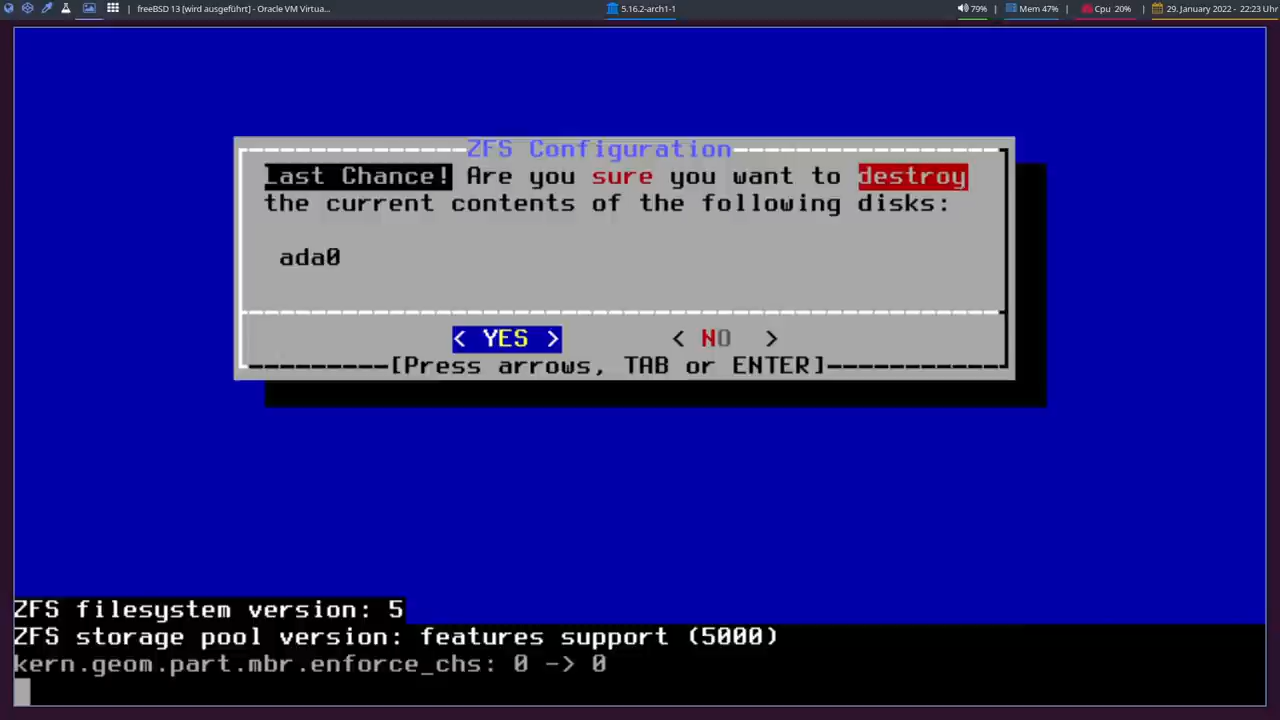 freeBSD 13 [wird ausgeführt] - Oracle VM Virtua...
5.16.2-arch1-1
79% | Mem 47% | Cpu 20% | 29. January 2022 - 22:23 Uhr
ZFS Configuration
Last Chance! Are you sure you want to destroy
the current contents of the following disks:
ada0
< YES > < NO >
[Press arrows, TAB or ENTER]
ZFS filesystem version: 5
ZFS storage pool version: features support (5000)
kern.geom.part.mbr.enforce_chs: 0 -> 0